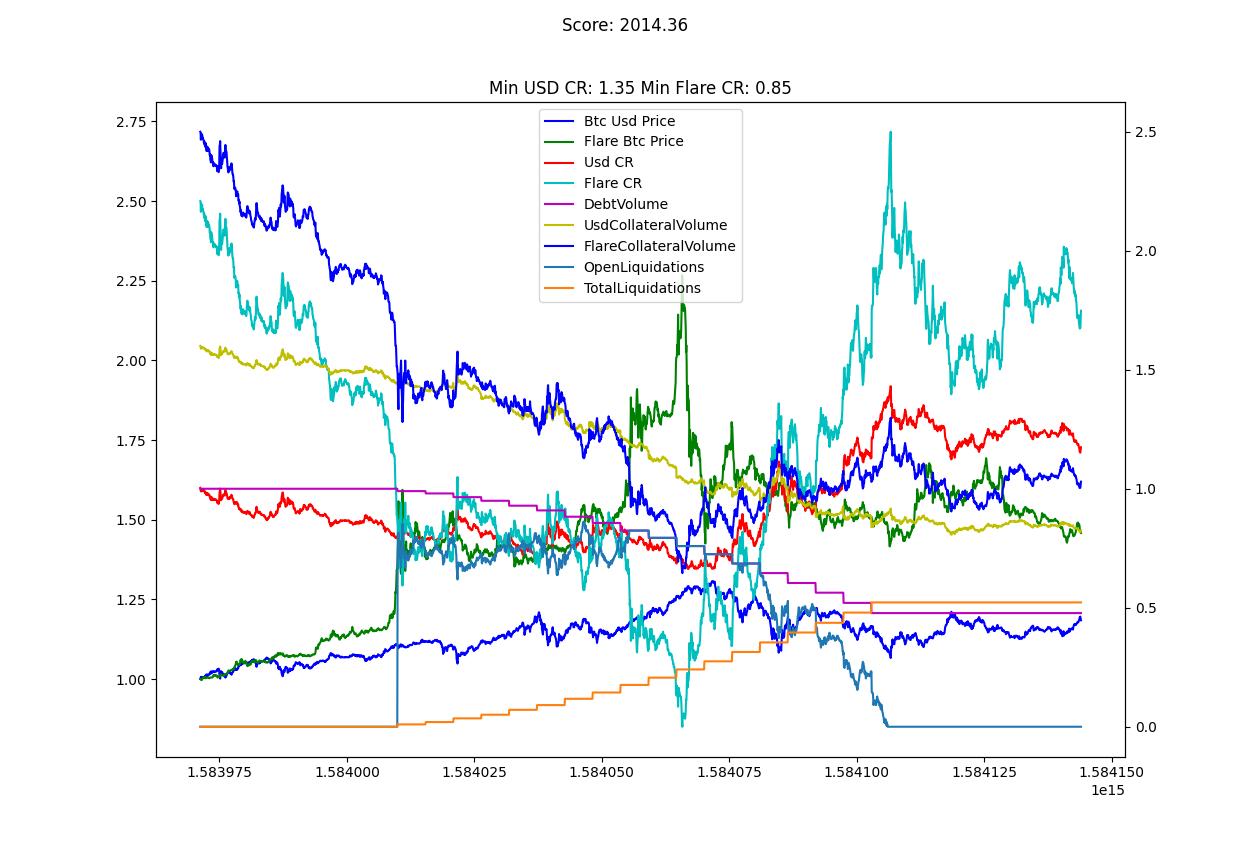 Score: 2014.36
Min USD CR: 1.35 Min Flare CR: 0.85
Btc Usd Price
Flare Btc Price
Usd CR
Flare CR
DebtVolume
UsdCollateralVolume
FlareCollateralVolume
OpenLiquidations
TotalLiquidations
2.75
2.50
2.25
2.00
1.75
1.50
1.25
1.00
2.5
2.0
1.5
1.0
0.5
0.0
1.583975
1.584000
1.584025
1.584050
1.584075
1.584100
1.584125
1.584150
1e15